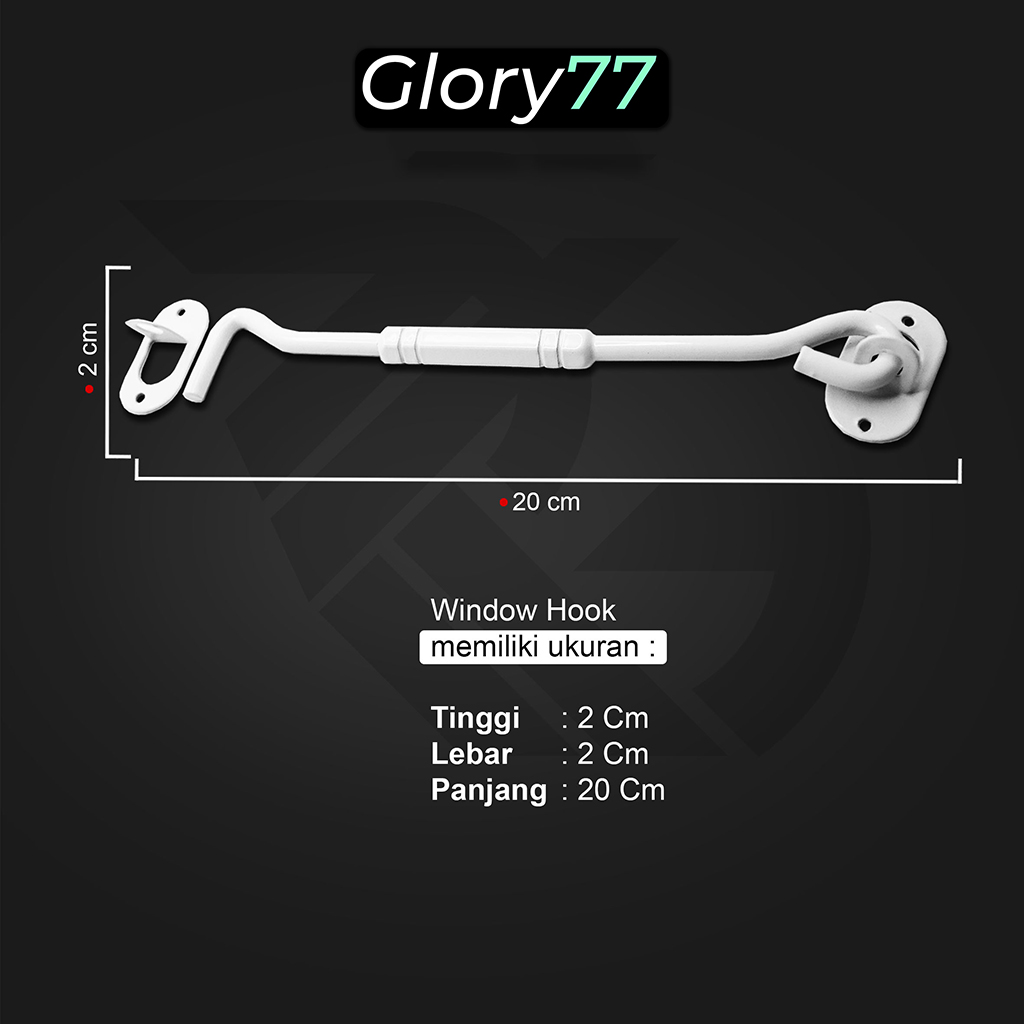 Glory77
2 cm
20 cm
Window Hook
memiliki ukuran :
Tinggi : 2 Cm
Lebar : 2 Cm
Panjang : 20 Cm